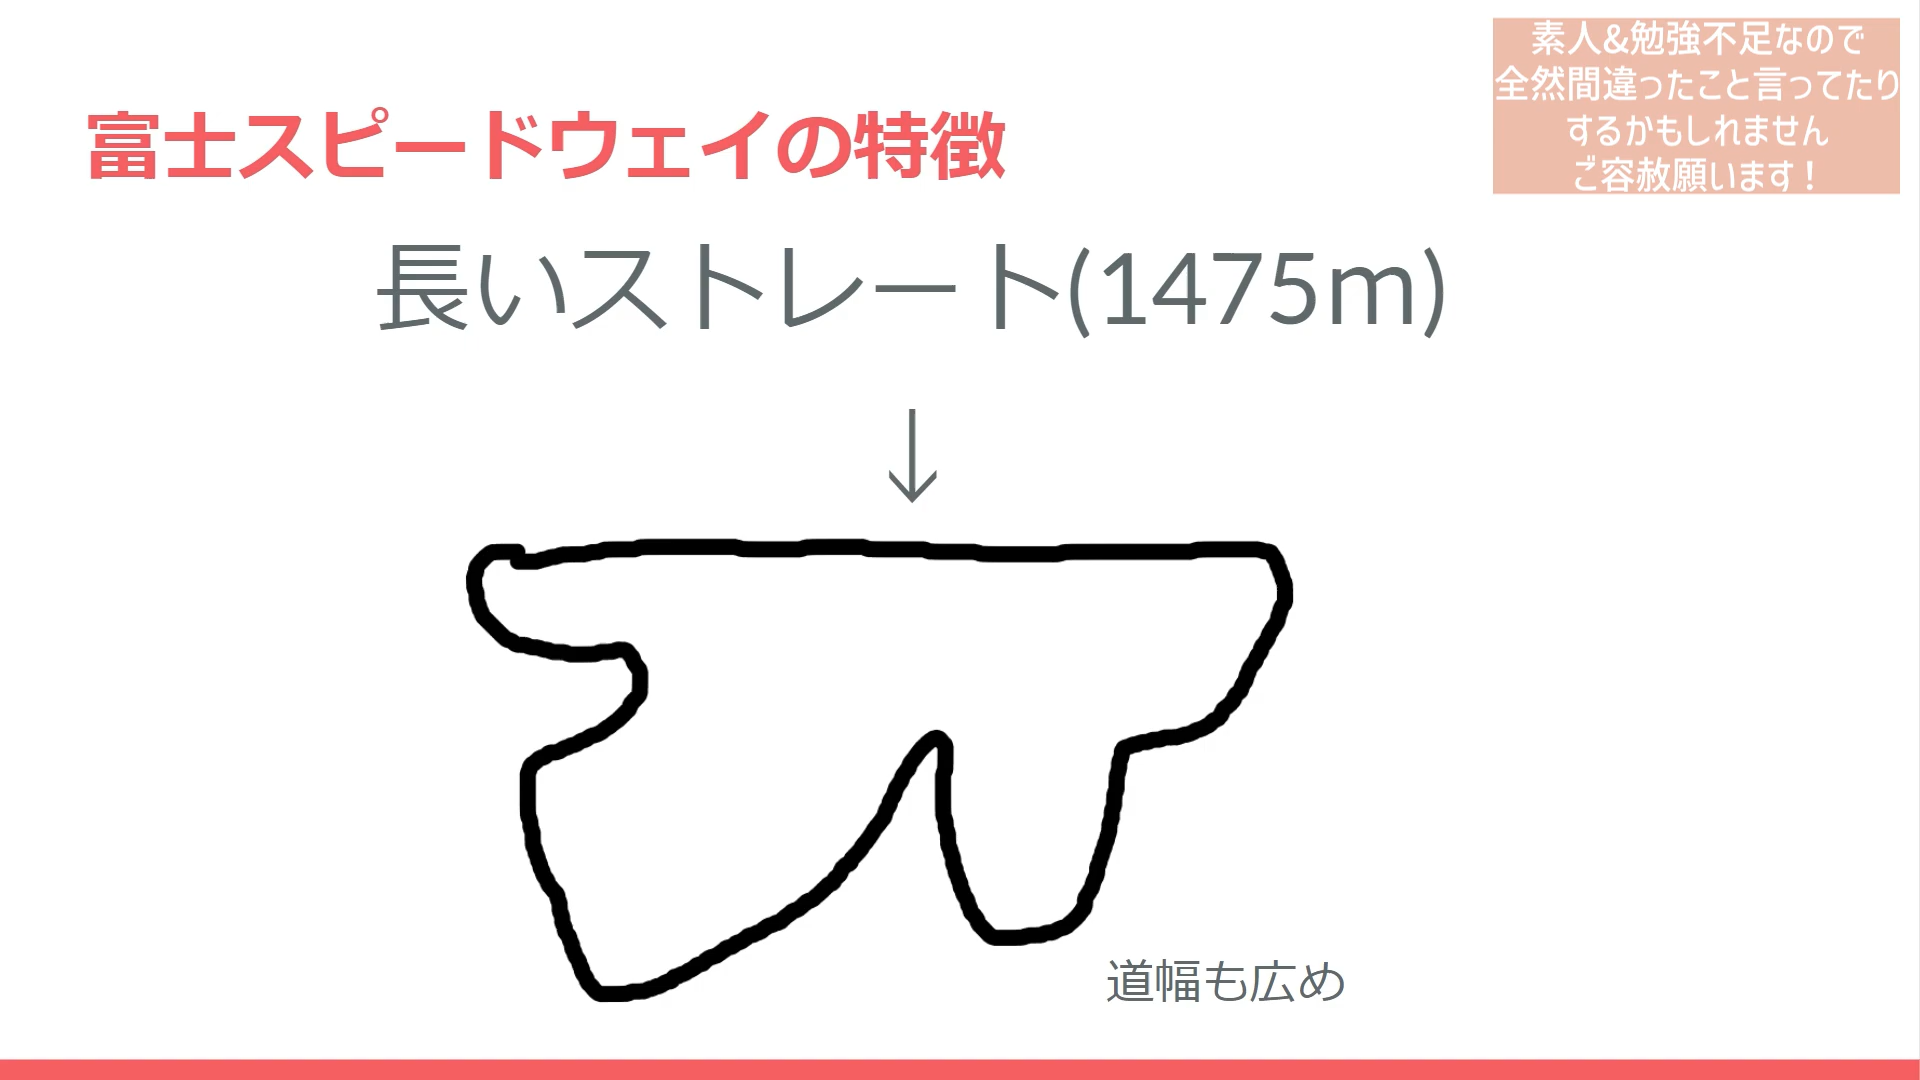 素人&勉強不足なので
全然間違ったこと言ってたり
するかもしれません
ご容赦願います！
富士スピードウェイの特徴
長いストレート(1475m)
↓
道幅も広め